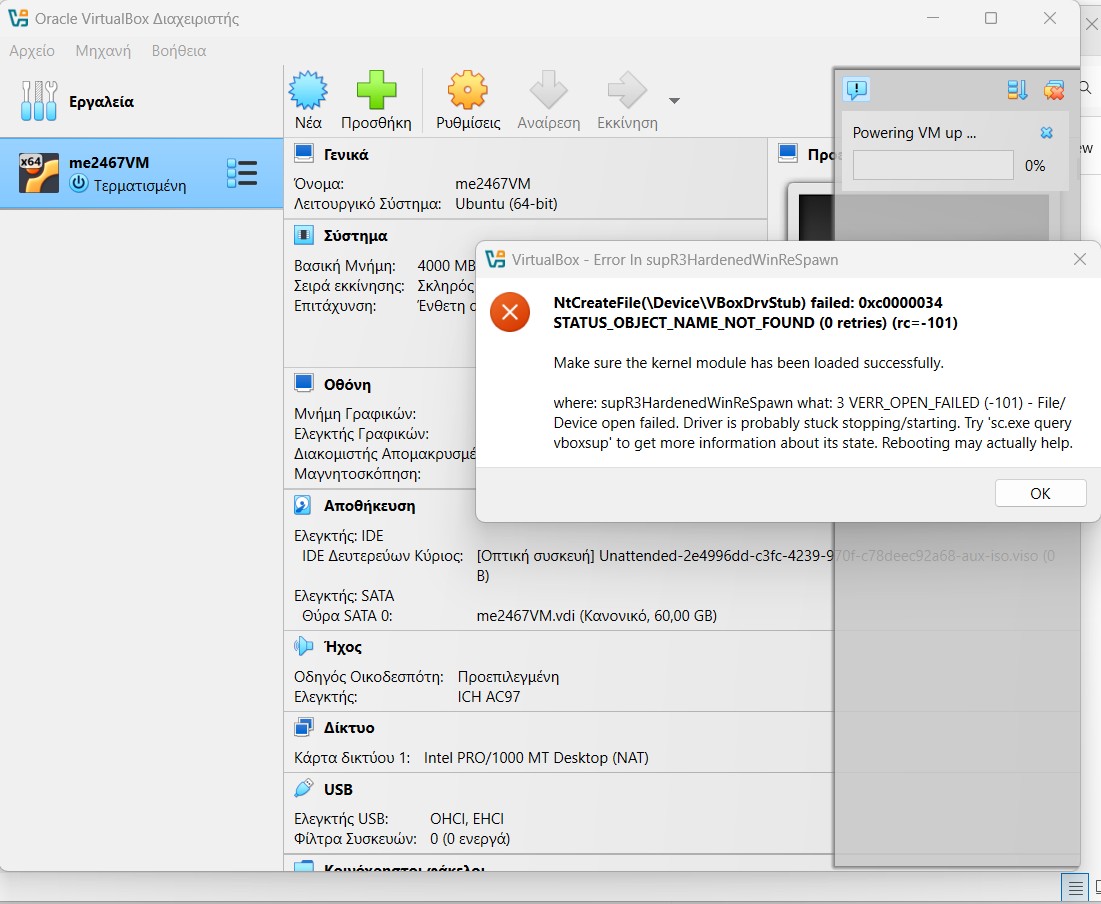 Oracle VirtualBox Διαχειριστής
Αρχείο Μηχανή Βοήθεια
Εργαλεία
Νέα Προσθήκη Ρυθμίσεις Αναίρεση Εκκίνηση
x64
me2467VM
Τερματισμένη
Γενικά
Όνομα: me2467VM
Λειτουργικό Σύστημα: Ubuntu (64-bit)
Σύστημα
Βασική Μνήμη: 4000 MB
Σειρά εκκίνησης: Σκληρός
Επιτάχυνση: Ένθετη
Οθόνη
Μνήμη Γραφικών:
Ελεγκτής Γραφικών:
Διακομιστής Απομακρυσμέ
Μαγνητοσκόπηση:
Αποθήκευση
Ελεγκτής: IDE
IDE Δευτερεύων Κύριος: [Οπτική συσκευή] Unattended-2e4996dd-c3fc-4239-970f-c78deec92a68-aux-iso.viso (0
B)
Ελεγκτής: SATA
Θύρα SATA 0: me2467VM.vdi (Κανονικό, 60,00 GB)
Ήχος
Οδηγός Οικοδεσπότη: Προεπιλεγμένη
Ελεγκτής: ICH AC97
Δίκτυο
Κάρτα δικτύου 1: Intel PRO/1000 MT Desktop (NAT)
USB
Ελεγκτής USB: OHCI, EHCI
Φίλτρα Συσκευών: 0 (0 ενεργά)
Κοινόχρηστοι φάκελοι
Προ
Powering VM up ...
0%
ew
VirtualBox - Error In supR3HardenedWinReSpawn
NtCreateFile(\Device\VBoxDrvStub) failed: 0xc0000034
STATUS_OBJECT_NAME_NOT_FOUND (0 retries) (rc=-101)
Make sure the kernel module has been loaded successfully.
where: supR3HardenedWinReSpawn what: 3 VERR_OPEN_FAILED (-101) - File/
Device open failed. Driver is probably stuck stopping/starting. Try 'sc.exe query
vboxsup' to get more information about its state. Rebooting may actually help.
OK